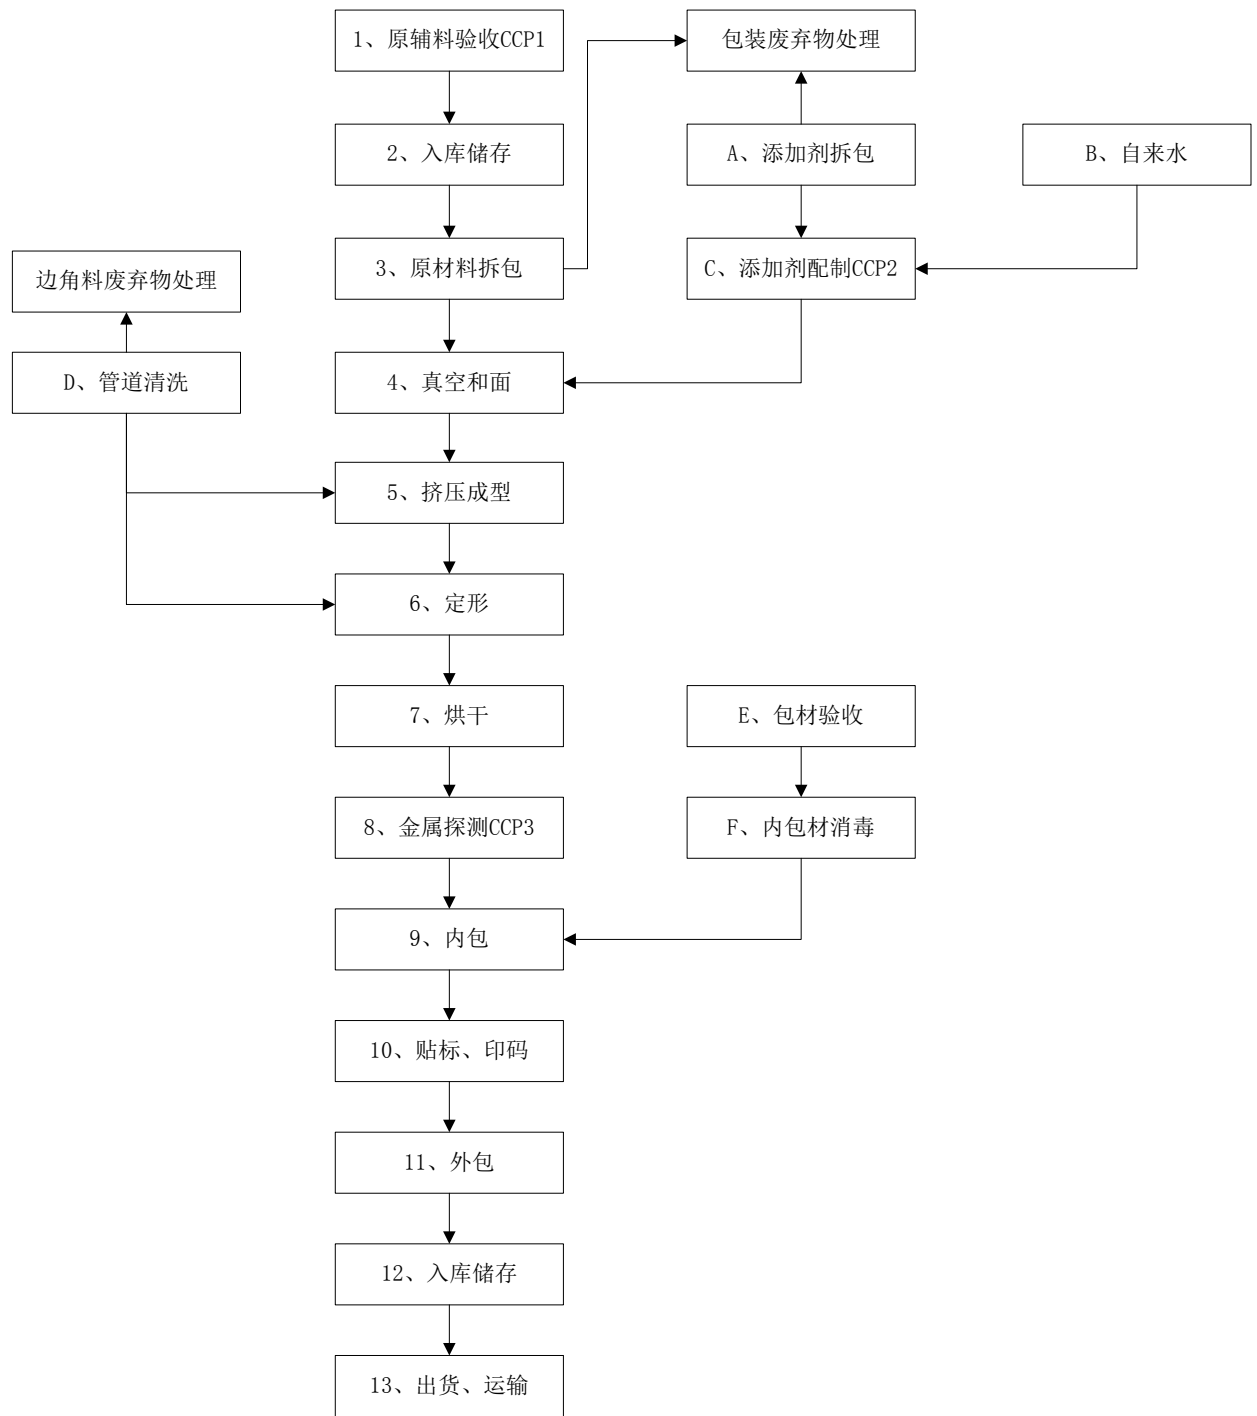 1、原辅料验收CCP1
包装废弃物处理
2、入库储存
A、添加剂拆包
B、自来水
边角料废弃物处理
3、原材料拆包
C、添加剂配制CCP2
D、管道清洗
4、真空和面
5、挤压成型
6、定形
7、烘干
E、包材验收
8、金属探测CCP3
F、内包材消毒
9、内包
10、贴标、印码
11、外包
12、入库储存
13、出货、运输